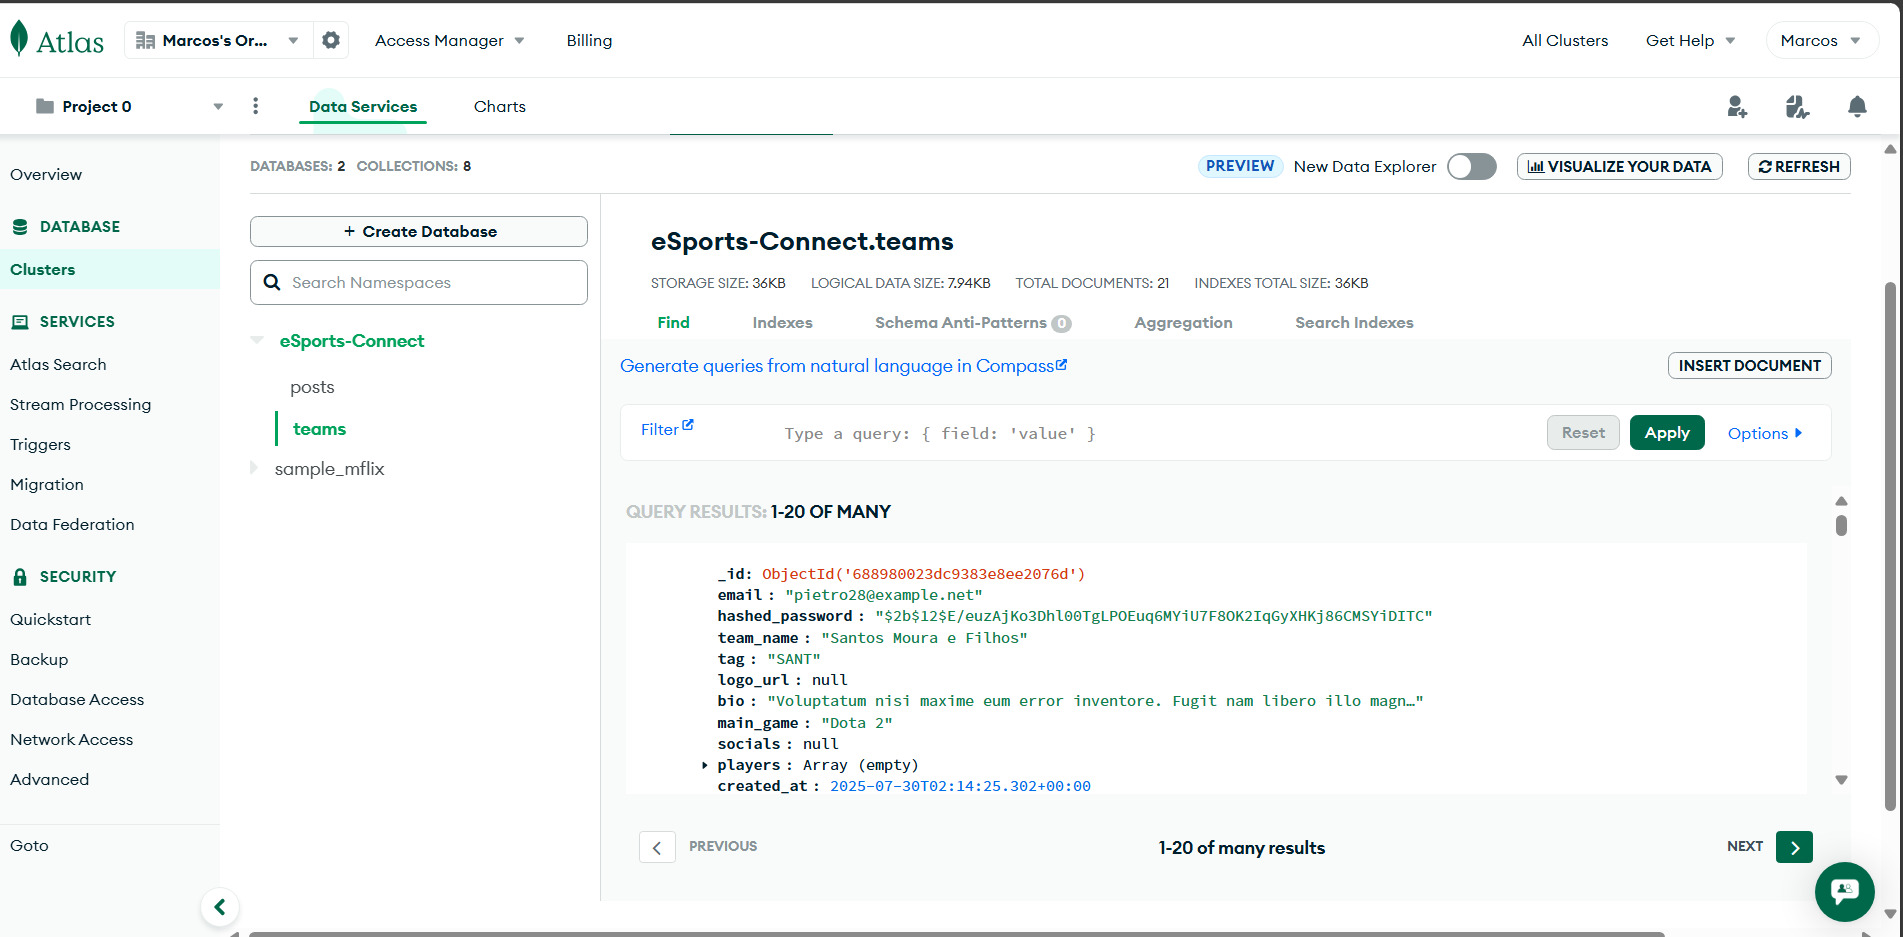 Atlas
Marcos's Or...
Access Manager
Billing
All Clusters
Get Help
Marcos
Project 0
Data Services
Charts
Overview
DATABASE
Clusters
SERVICES
Atlas Search
Stream Processing
Triggers
Migration
Data Federation
SECURITY
Quickstart
Backup
Database Access
Network Access
Advanced
Goto
DATABASES: 2 COLLECTIONS: 8
PREVIEW New Data Explorer
VISUALIZE YOUR DATA
REFRESH
+ Create Database
Search Namespaces
eSports-Connect
posts
teams
sample_mflix
eSports-Connect.teams
STORAGE SIZE: 36KB LOGICAL DATA SIZE: 7.94KB TOTAL DOCUMENTS: 21 INDEXES TOTAL SIZE: 36KB
Find Indexes Schema Anti-Patterns 0 Aggregation Search Indexes
Generate queries from natural language in Compass
INSERT DOCUMENT
Filter
Type a query: { field: 'value' }
Reset
Apply
Options
QUERY RESULTS: 1-20 OF MANY
_id: ObjectId('688980023dc9383e8ee2076d')
email : "pietro28@example.net"
hashed_password : "$2b$12$E/euzAjKo3Dhl00TgLPOEuq6MYiU7F8OK2IqGyXHKj86CMSYiDITC"
team_name : "Santos Moura e Filhos"
tag : "SANT"
logo_url : null
bio : "Voluptatum nisi maxime eum error inventore. Fugit nam libero illo magn…"
main_game : "Dota 2"
socials : null
players : Array (empty)
created_at : 2025-07-30T02:14:25.302+00:00
PREVIOUS
1-20 of many results
NEXT